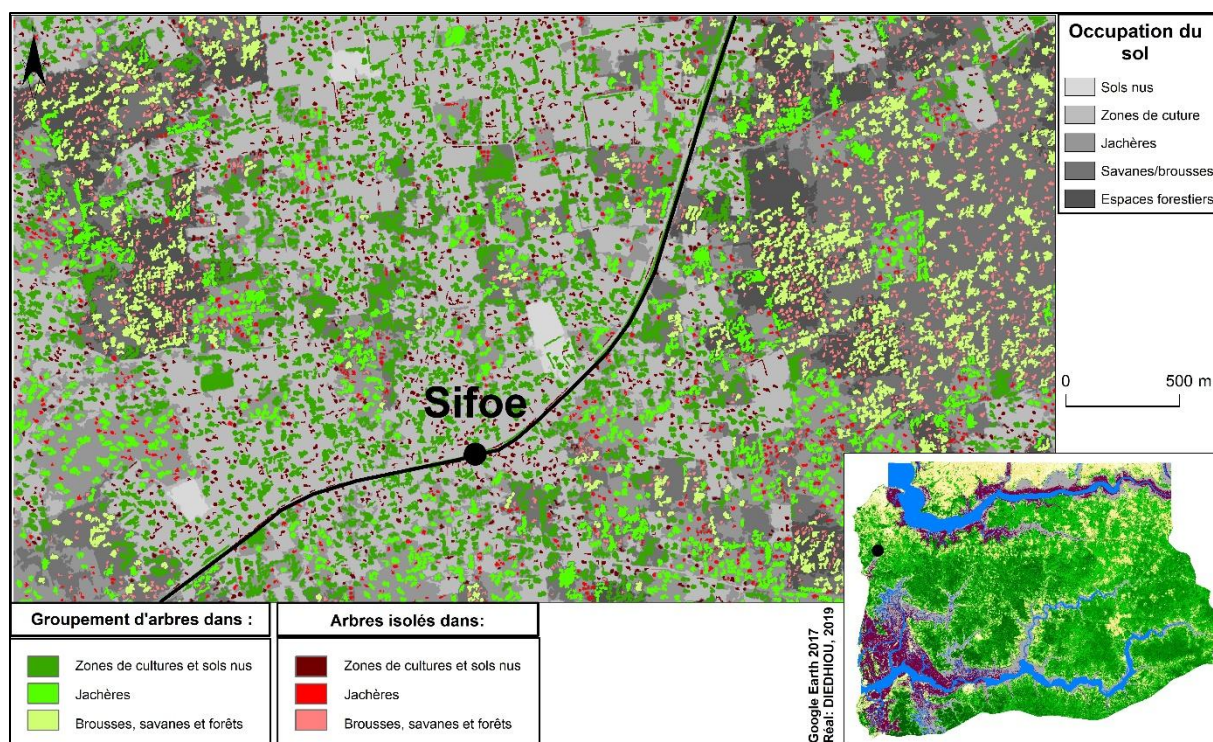 Occupation du
sol
Sols nus
Zones de cuture
Jachères
Savanes/brousses
Espaces forestiers
0 500 m
Sifoe
Groupement d'arbres dans :
Zones de cultures et sols nus
Jachères
Brousses, savanes et forêts
Arbres isolés dans:
Zones de cultures et sols nus
Jachères
Brousses, savanes et forêts
Google Earth 2017
Réal: DIEDHIOU, 2019